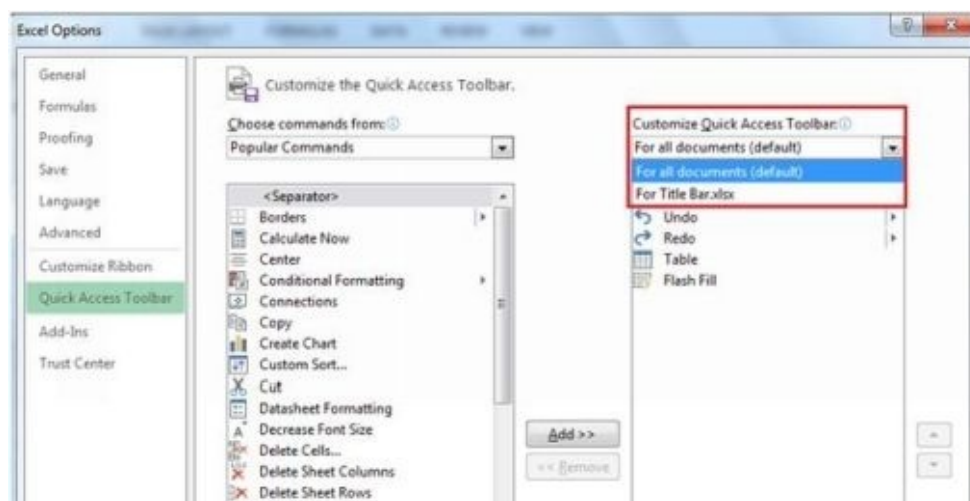 Excel Options
General
Formulas
Proofing
Save
Language
Advanced
Customize Ribbon
Quick Access Toolbar
Add-Ins
Trust Center
Customize the Quick Access Toolbar.
Choose commands from:
Popular Commands
<Separator>
Borders
Calculate Now
Center
Conditional Formatting
Connections
Copy
Create Chart
Custom Sort...
Cut
Datasheet Formatting
Decrease Font Size
Delete Cells...
Delete Sheet Columns
Delete Sheet Rows
Add >>
<< Remove
Customize Quick Access Toolbar:
For all documents (default)
For all documents (default)
For Title Bar.xlsx
Undo
Redo
Table
Flash Fill